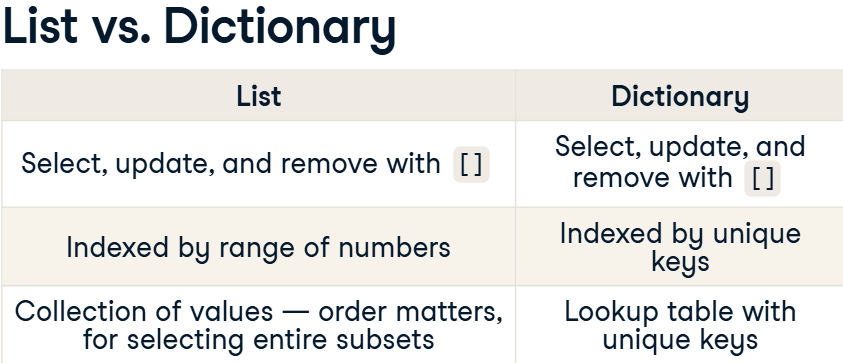 List vs. Dictionary
List
Dictionary
Select, update, and remove with []
Select, update, and
remove with []
Indexed by range of numbers
Indexed by unique
keys
Collection of values — order matters,
for selecting entire subsets
Lookup table with
unique keys